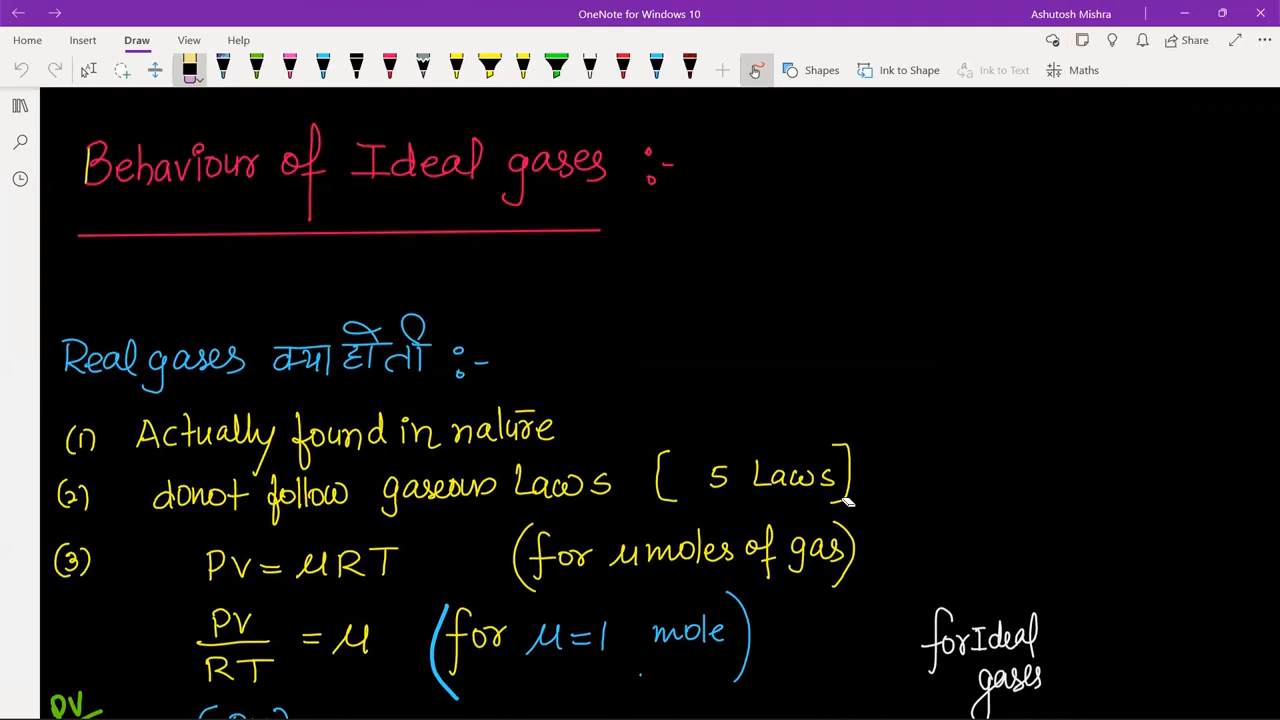 OneNote for Windows 10
Ashutosh Mishra
Home Insert Draw View Help
Share
Shapes Ink to Shape Ink to Text Maths
Behaviour of Ideal gases :-
Real gases क्या होती :-
(1) Actually found in nature
(2) donot follow gaseous Laws [ 5 Laws ]
(3) PV = μRT (for μ moles of gas)
PV/RT = μ (for μ = 1 mole)
for Ideal
gases
PV